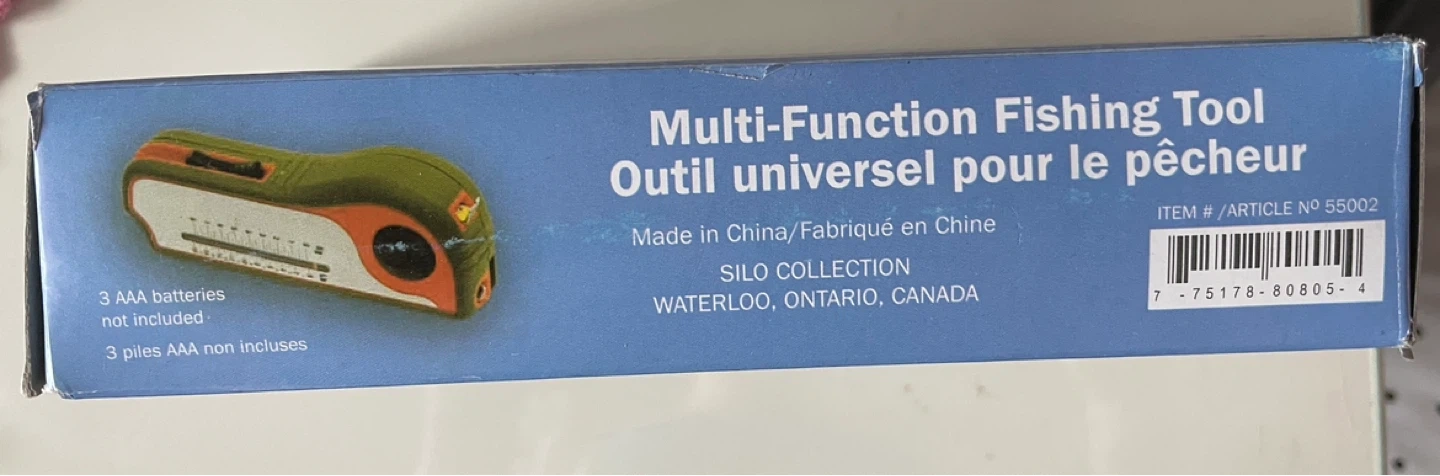 Multi-Function Fishing Tool
Outil universel pour le pêcheur
Made in China/Fabriqué en Chine
SILO COLLECTION
WATERLOO, ONTARIO, CANADA
ITEM # /ARTICLE Nº 55002
7 -75178-80805- 4
3 AAA batteries
not included
3 piles AAA non incluses